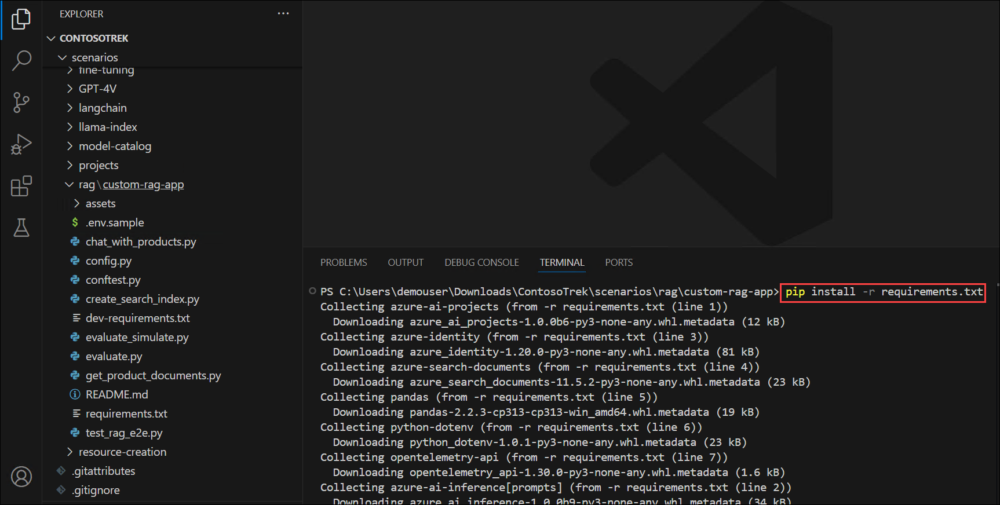 EXPLORER
CONTOSOTREK
scenarios
fine-tuning
GPT-4V
langchain
llama-index
model-catalog
projects
rag\custom-rag-app
assets
.env.sample
chat_with_products.py
config.py
conftest.py
create_search_index.py
dev-requirements.txt
evaluate_simulate.py
evaluate.py
get_product_documents.py
README.md
requirements.txt
test_rag_e2e.py
resource-creation
.gitattributes
.gitignore
PROBLEMS OUTPUT DEBUG CONSOLE TERMINAL PORTS
PS C:\Users\demouser\Downloads\ContosoTrek\scenarios\rag\custom-rag-app> pip install -r requirements.txt
Collecting azure-ai-projects (from -r requirements.txt (line 1))
Downloading azure_ai_projects-1.0.0b6-py3-none-any.whl.metadata (12 kB)
Collecting azure-identity (from -r requirements.txt (line 3))
Downloading azure_identity-1.20.0-py3-none-any.whl.metadata (81 kB)
Collecting azure-search-documents (from -r requirements.txt (line 4))
Downloading azure_search_documents-11.5.2-py3-none-any.whl.metadata (23 kB)
Collecting pandas (from -r requirements.txt (line 5))
Downloading pandas-2.2.3-cp313-cp313-win_amd64.whl.metadata (19 kB)
Collecting python-dotenv (from -r requirements.txt (line 6))
Downloading python_dotenv-1.0.1-py3-none-any.whl.metadata (23 kB)
Collecting opentelemetry-api (from -r requirements.txt (line 7))
Downloading opentelemetry_api-1.30.0-py3-none-any.whl.metadata (1.6 kB)
Collecting azure-ai-inference[prompts] (from -r requirements.txt (line 2))
Downloading azure_ai_inference-1.0.0b9-py3-none-any.whl.metadata (34 kB)